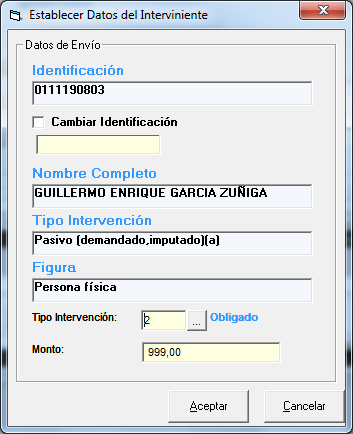 Establecer Datos del Interviniente
Datos de Envío
Identificación
0111190803
Cambiar Identificación
Nombre Completo
GUILLERMO ENRIQUE GARCIA ZUÑIGA
Tipo Intervención
Pasivo (demandado,imputado)(a)
Figura
Persona física
Tipo Intervención: 2 ... Obligado
Monto: 999,00
Aceptar Cancelar